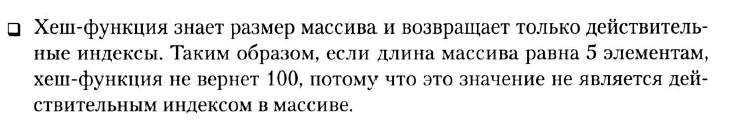 ❑ Хеш-функция знает размер массива и возвращает только действитель-
ные индексы. Таким образом, если длина массива равна 5 элементам,
хеш-функция не вернет 100, потому что это значение не является дей-
ствительным индексом в массиве.